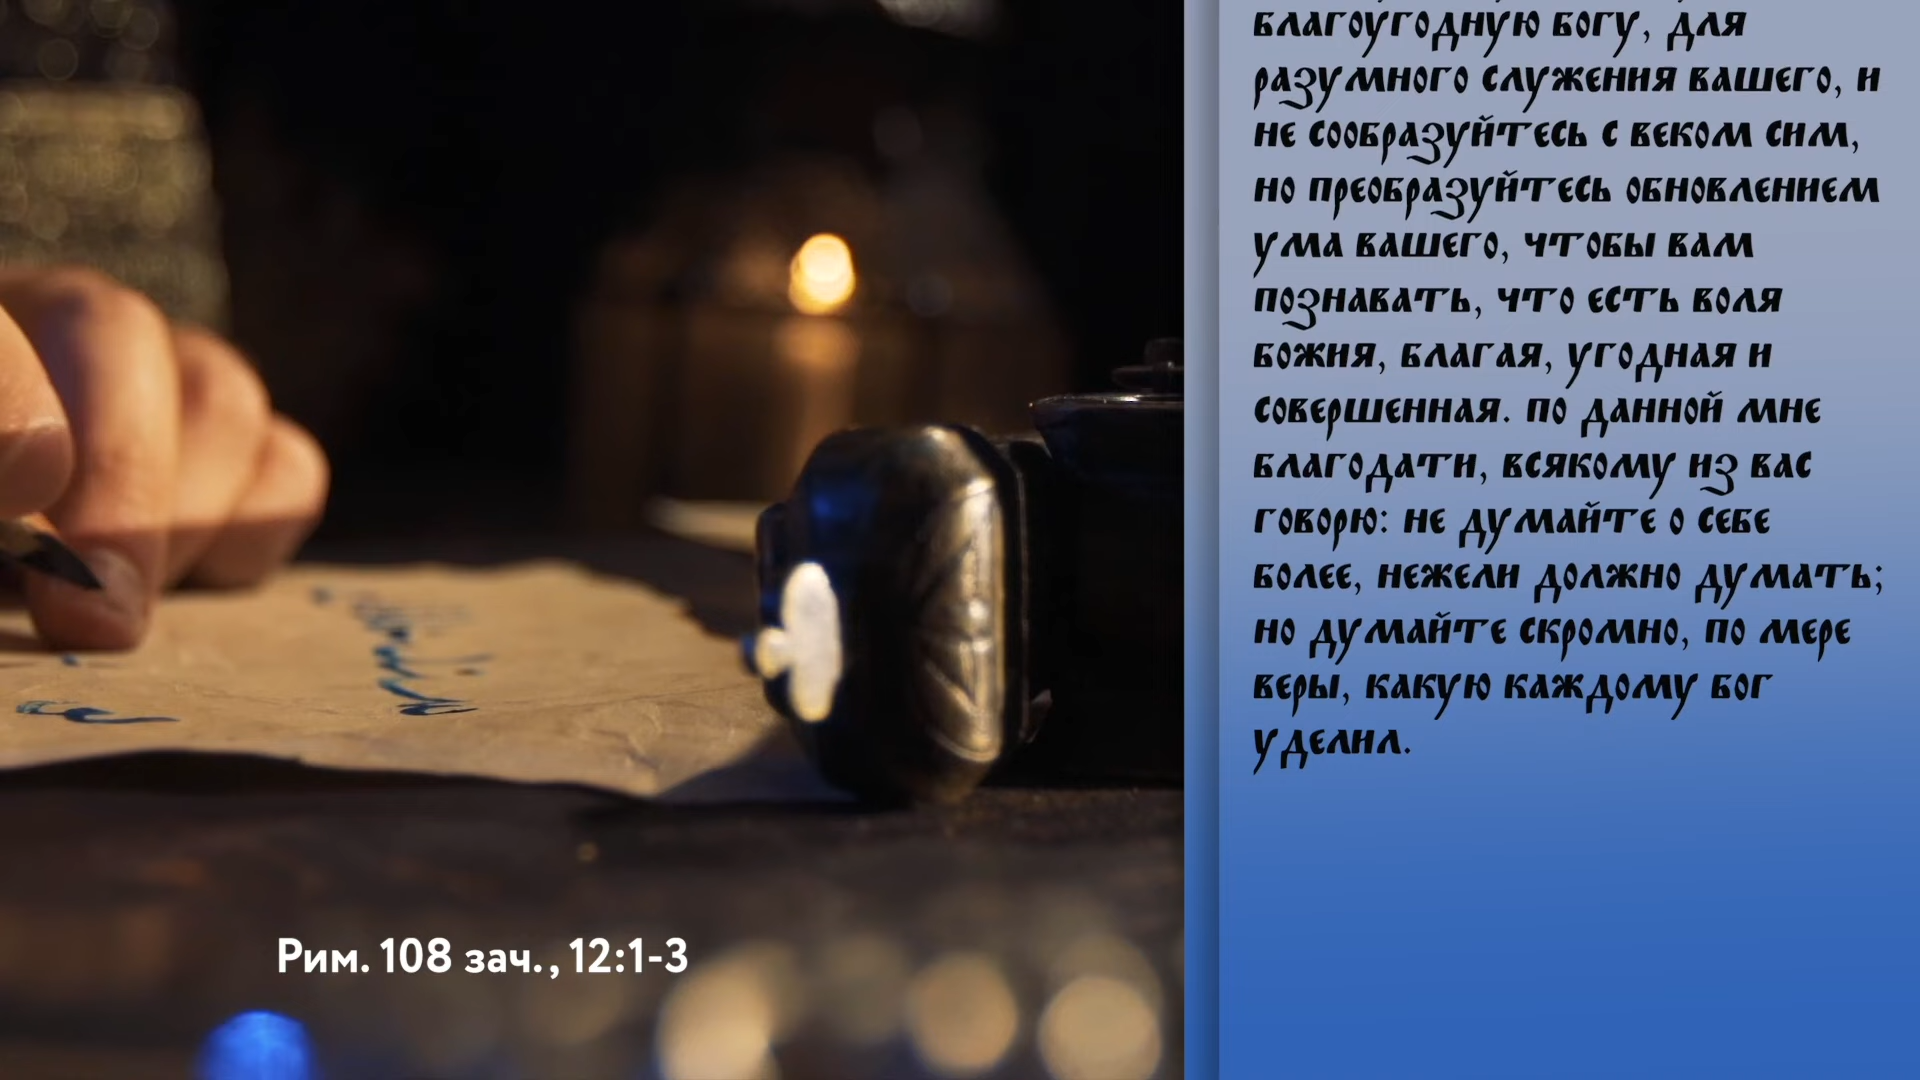 благоугодную богу, для
разумного служения вашего, и
не сообразуйтесь с веком сим,
но преобразуйтесь обновлением
ума вашего, чтобы вам
познавать, что есть воля
божия, благая, угодная и
совершенная. по данной мне
благодати, всякому из вас
говорю: не думайте о себе
более, нежели должно думать;
но думайте скромно, по мере
веры, какую каждому бог
уделил.
Рим. 108 зач., 12:1-3